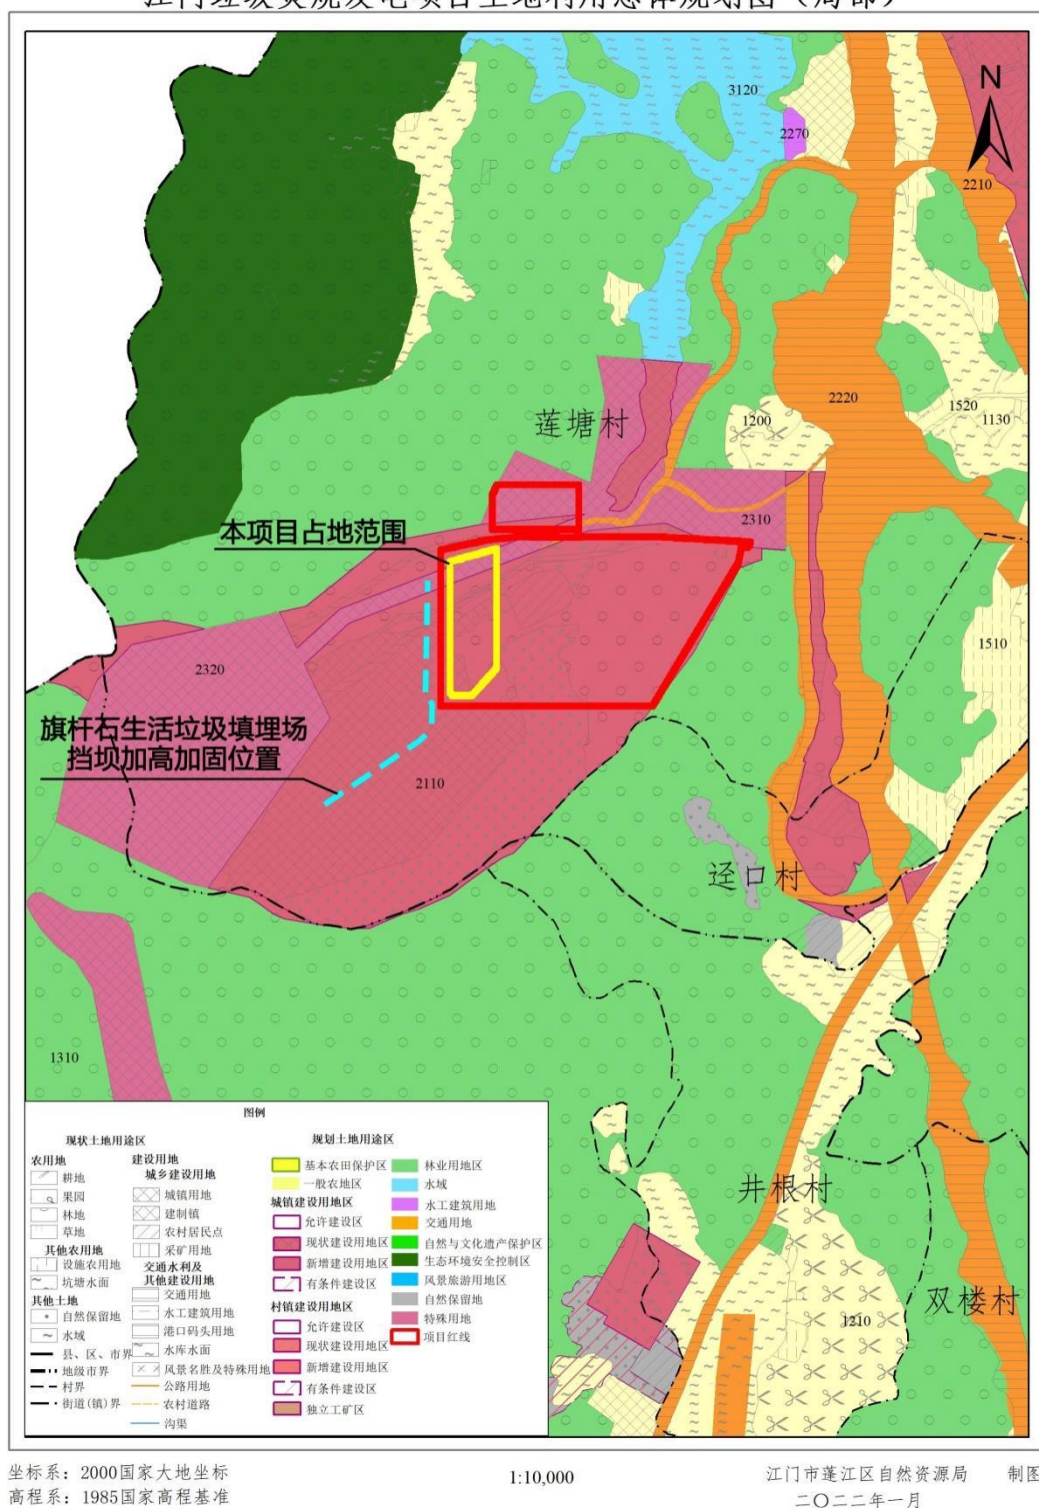 江门垃圾焚烧发电项目土地利用总体规划图（局部）
N
3120
2270
2210
2220
1520
1130
1200
莲塘村
2310
本项目占地范围
1510
2320
旗杆石生活垃圾填埋场
挡坝加高加固位置
2110
迳口村
1310
井根村
双楼村
1210
图例
现状土地用途区
农用地
耕地
果园
林地
草地
其他农用地
设施农用地
坑塘水面
其他土地
自然保留地
水域
县、区、市界
地级市界
村界
街道(镇)界
建设用地
城乡建设用地
城镇用地
建制镇
农村居民点
采矿用地
交通水利及
其他建设用地
交通用地
水工建筑用地
港口码头用地
水库水面
风景名胜及特殊用地
公路用地
农村道路
沟渠
规划土地用途区
基本农田保护区
一般农地区
城镇建设用地区
允许建设区
现状建设用地区
新增建设用地区
有条件建设区
村镇建设用地区
允许建设区
现状建设用地区
新增建设用地区
有条件建设区
独立工矿区
林业用地区
水域
水工建筑用地
交通用地
自然与文化遗产保护区
生态环境安全控制区
风景旅游用地区
自然保留地
特殊用地
项目红线
坐标系：2000国家大地坐标
高程系：1985国家高程基准
1:10,000
江门市蓬江区自然资源局 制图
二〇二二年一月